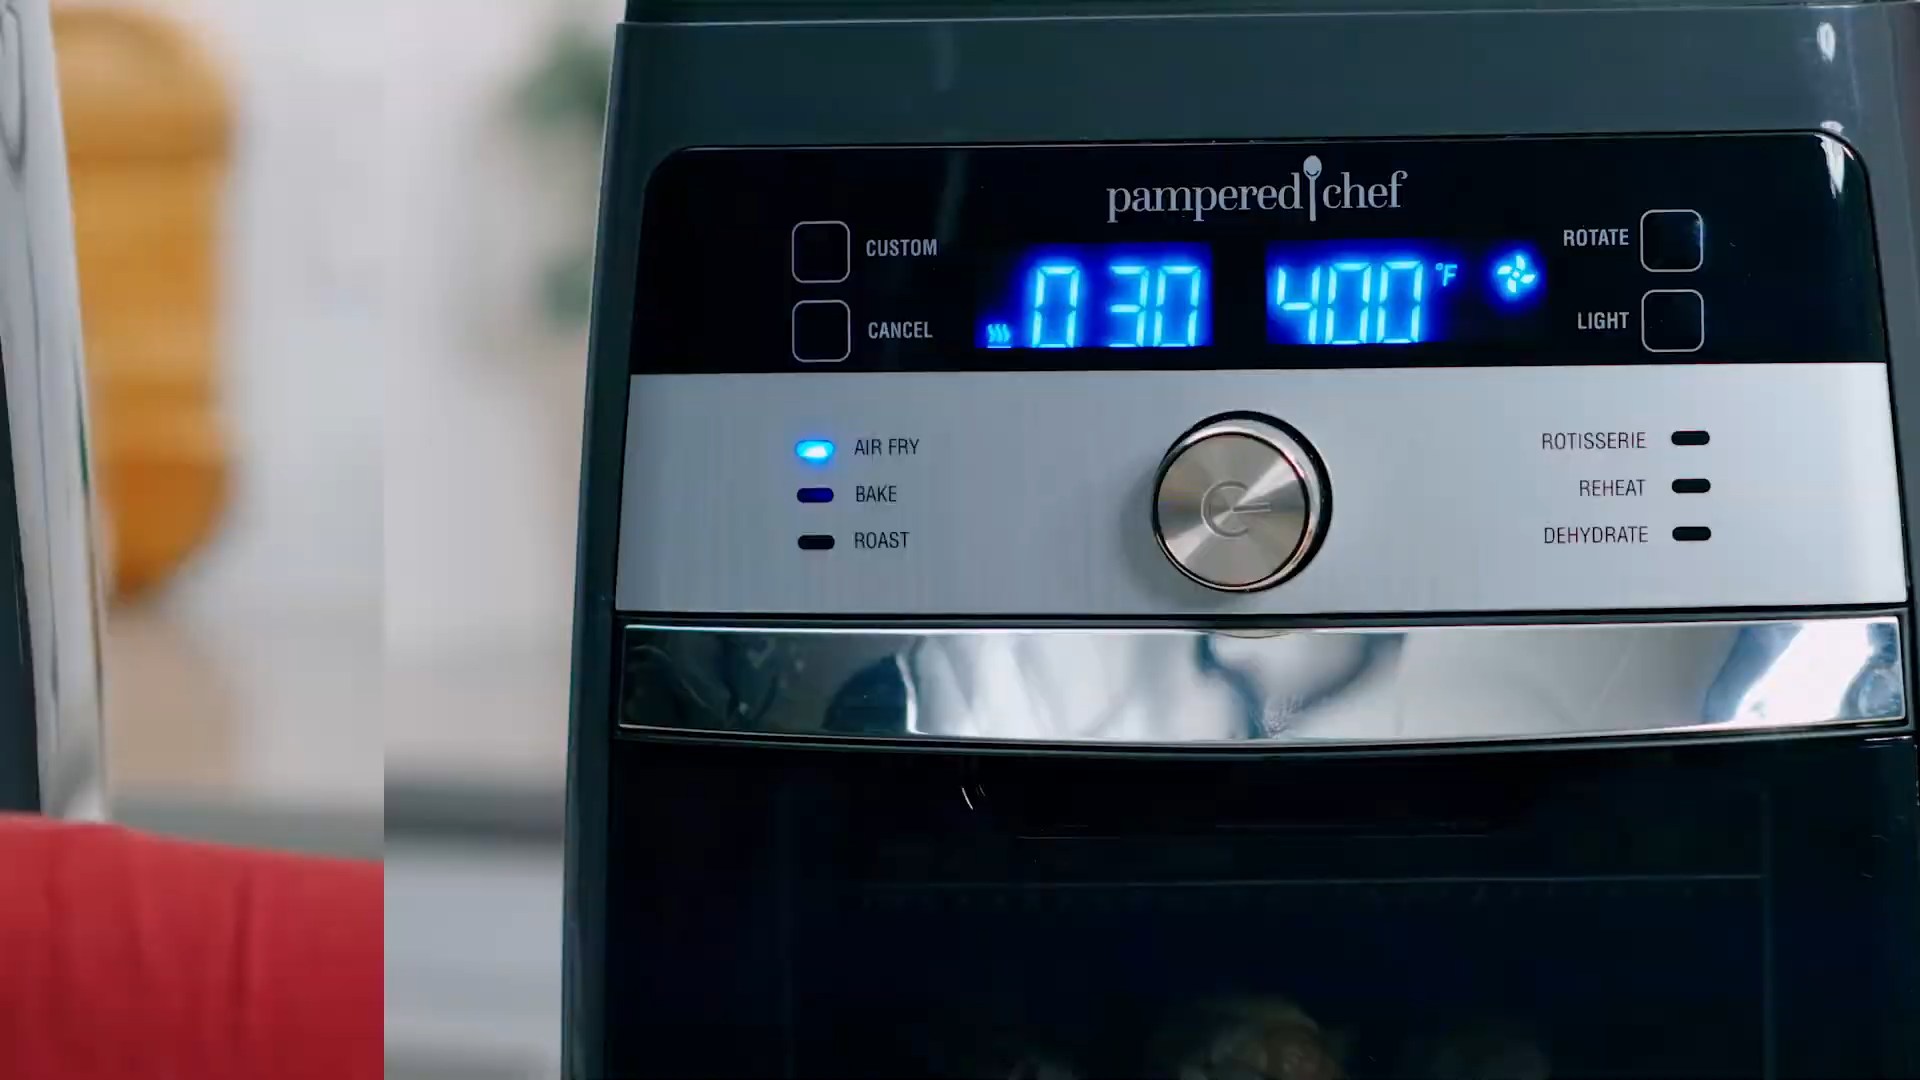 pampered chef
CUSTOM
CANCEL
0 30
400 °F
ROTATE
LIGHT
AIR FRY
BAKE
ROAST
ROTISSERIE
REHEAT
DEHYDRATE